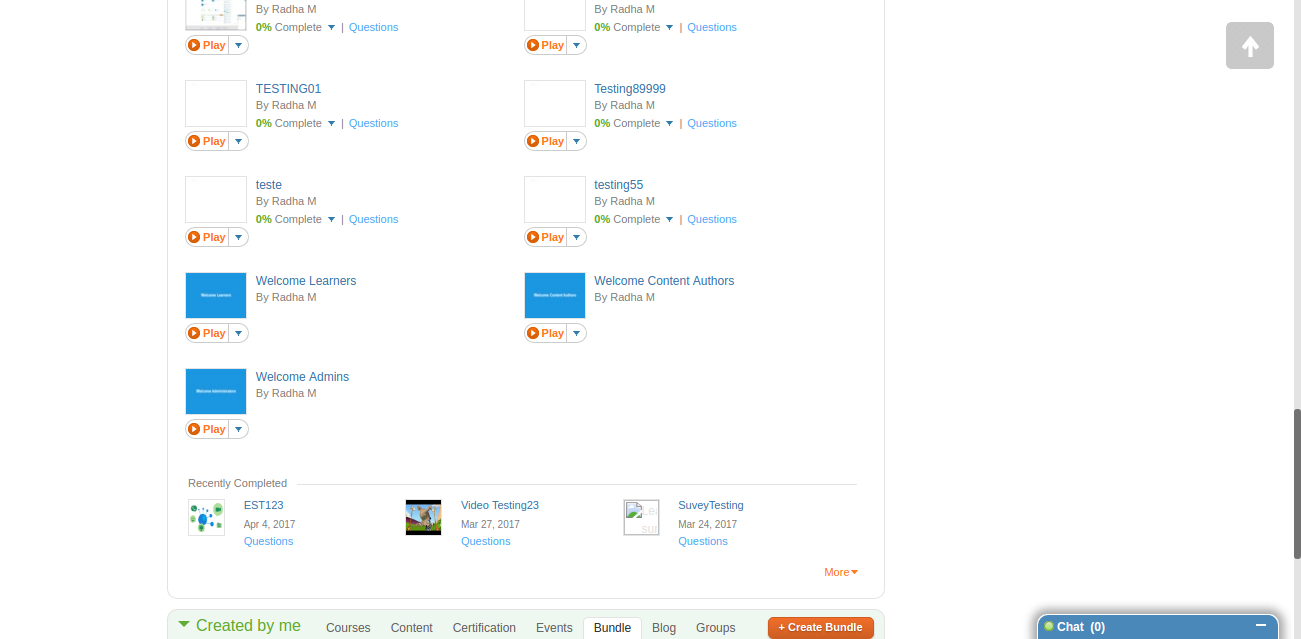 By Radha M
By Radha M
0% Complete | Questions
0% Complete | Questions
Play
Play
TESTING01
Testing89999
By Radha M
By Radha M
0% Complete | Questions
0% Complete | Questions
Play
Play
teste
testing55
By Radha M
By Radha M
0% Complete | Questions
0% Complete | Questions
Play
Play
Welcome Learners
Welcome Learners
Welcome Content Authors
Welcome Content Authors
By Radha M
By Radha M
Play
Play
Welcome Administrators
Welcome Admins
By Radha M
Play
Recently Completed
EST123
Video Testing23
SuveyTesting
Apr 4, 2017
Mar 27, 2017
Mar 24, 2017
Questions
Questions
Questions
More
Created by me Courses Content Certification Events Bundle Blog Groups + Create Bundle
Chat (0)